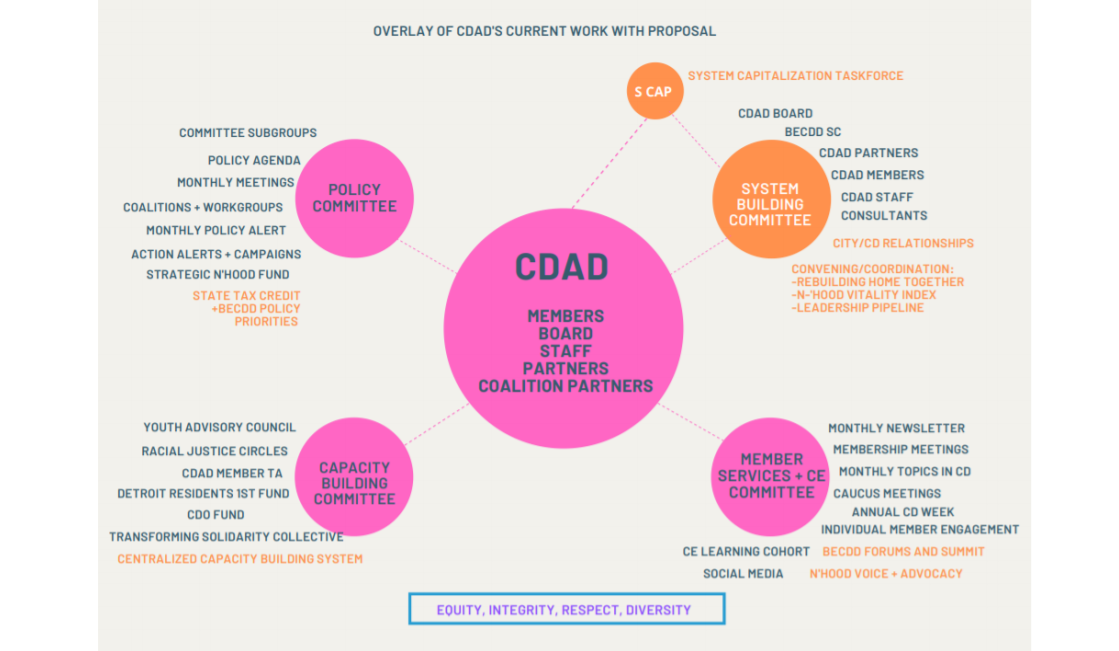 OVERLAY OF CDAD'S CURRENT WORK WITH PROPOSAL
S CAP
SYSTEM CAPITALIZATION TASKFORCE
COMMITTEE SUBGROUPS
POLICY AGENDA
MONTHLY MEETINGS
COALITIONS + WORKGROUPS
MONTHLY POLICY ALERT
ACTION ALERTS + CAMPAIGNS
STRATEGIC N'HOOD FUND
STATE TAX CREDIT
+BECDD POLICY
PRIORITIES
POLICY
COMMITTEE
CDAD BOARD
BECDD SC
CDAD PARTNERS
CDAD MEMBERS
CDAD STAFF
CONSULTANTS
CITY/CD RELATIONSHIPS
CONVENING/COORDINATION:
-REBUILDING HOME TOGETHER
-N-'HOOD VITALITY INDEX
-LEADERSHIP PIPELINE
SYSTEM
BUILDING
COMMITTEE
CDAD
MEMBERS
BOARD
STAFF
PARTNERS
COALITION PARTNERS
YOUTH ADVISORY COUNCIL
RACIAL JUSTICE CIRCLES
CDAD MEMBER TA
DETROIT RESIDENTS 1ST FUND
CDO FUND
TRANSFORMING SOLIDARITY COLLECTIVE
CENTRALIZED CAPACITY BUILDING SYSTEM
CAPACITY
BUILDING
COMMITTEE
MEMBER
SERVICES + CE
COMMITTEE
MONTHLY NEWSLETTER
MEMBERSHIP MEETINGS
MONTHLY TOPICS IN CD
CAUCUS MEETINGS
ANNUAL CD WEEK
INDIVIDUAL MEMBER ENGAGEMENT
CE LEARNING COHORT
BECDD FORUMS AND SUMMIT
SOCIAL MEDIA
N'HOOD VOICE + ADVOCACY
EQUITY, INTEGRITY, RESPECT, DIVERSITY